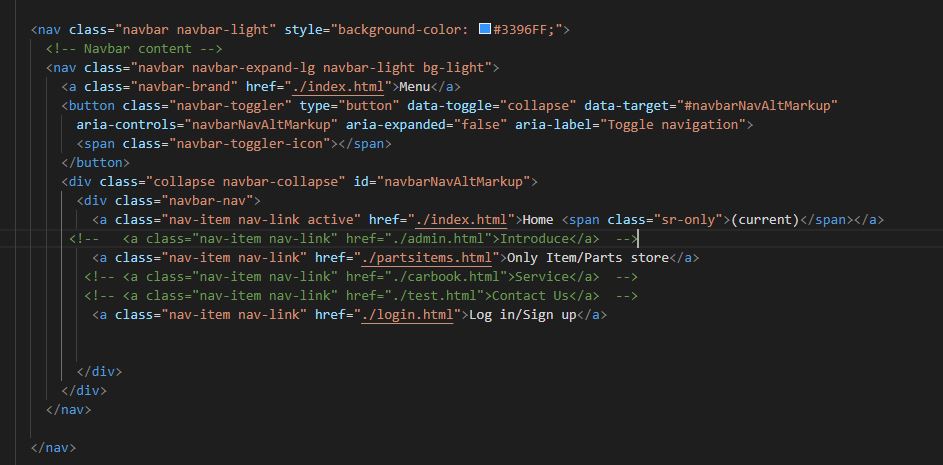 <nav class="navbar navbar-light" style="background-color: #3396FF;">
<!-- Navbar content -->
<nav class="navbar navbar-expand-lg navbar-light bg-light">
<a class="navbar-brand" href="./index.html">Menu</a>
<button class="navbar-toggler" type="button" data-toggle="collapse" data-target="#navbarNavAltMarkup"
aria-controls="navbarNavAltMarkup" aria-expanded="false" aria-label="Toggle navigation">
<span class="navbar-toggler-icon"></span>
</button>
<div class="collapse navbar-collapse" id="navbarNavAltMarkup">
<div class="navbar-nav">
<a class="nav-item nav-link active" href="./index.html">Home <span class="sr-only">(current)</span></a>
<!--   <a class="nav-item nav-link" href="./admin.html">Introduce</a>  -->
<a class="nav-item nav-link" href="./partsitems.html">Only Item/Parts store</a>
<!-- <a class="nav-item nav-link" href="./carbook.html">Service</a>  -->
<!-- <a class="nav-item nav-link" href="./test.html">Contact Us</a>  -->
<a class="nav-item nav-link" href="./login.html">Log in/Sign up</a>
</div>
</div>
</nav>
</nav>